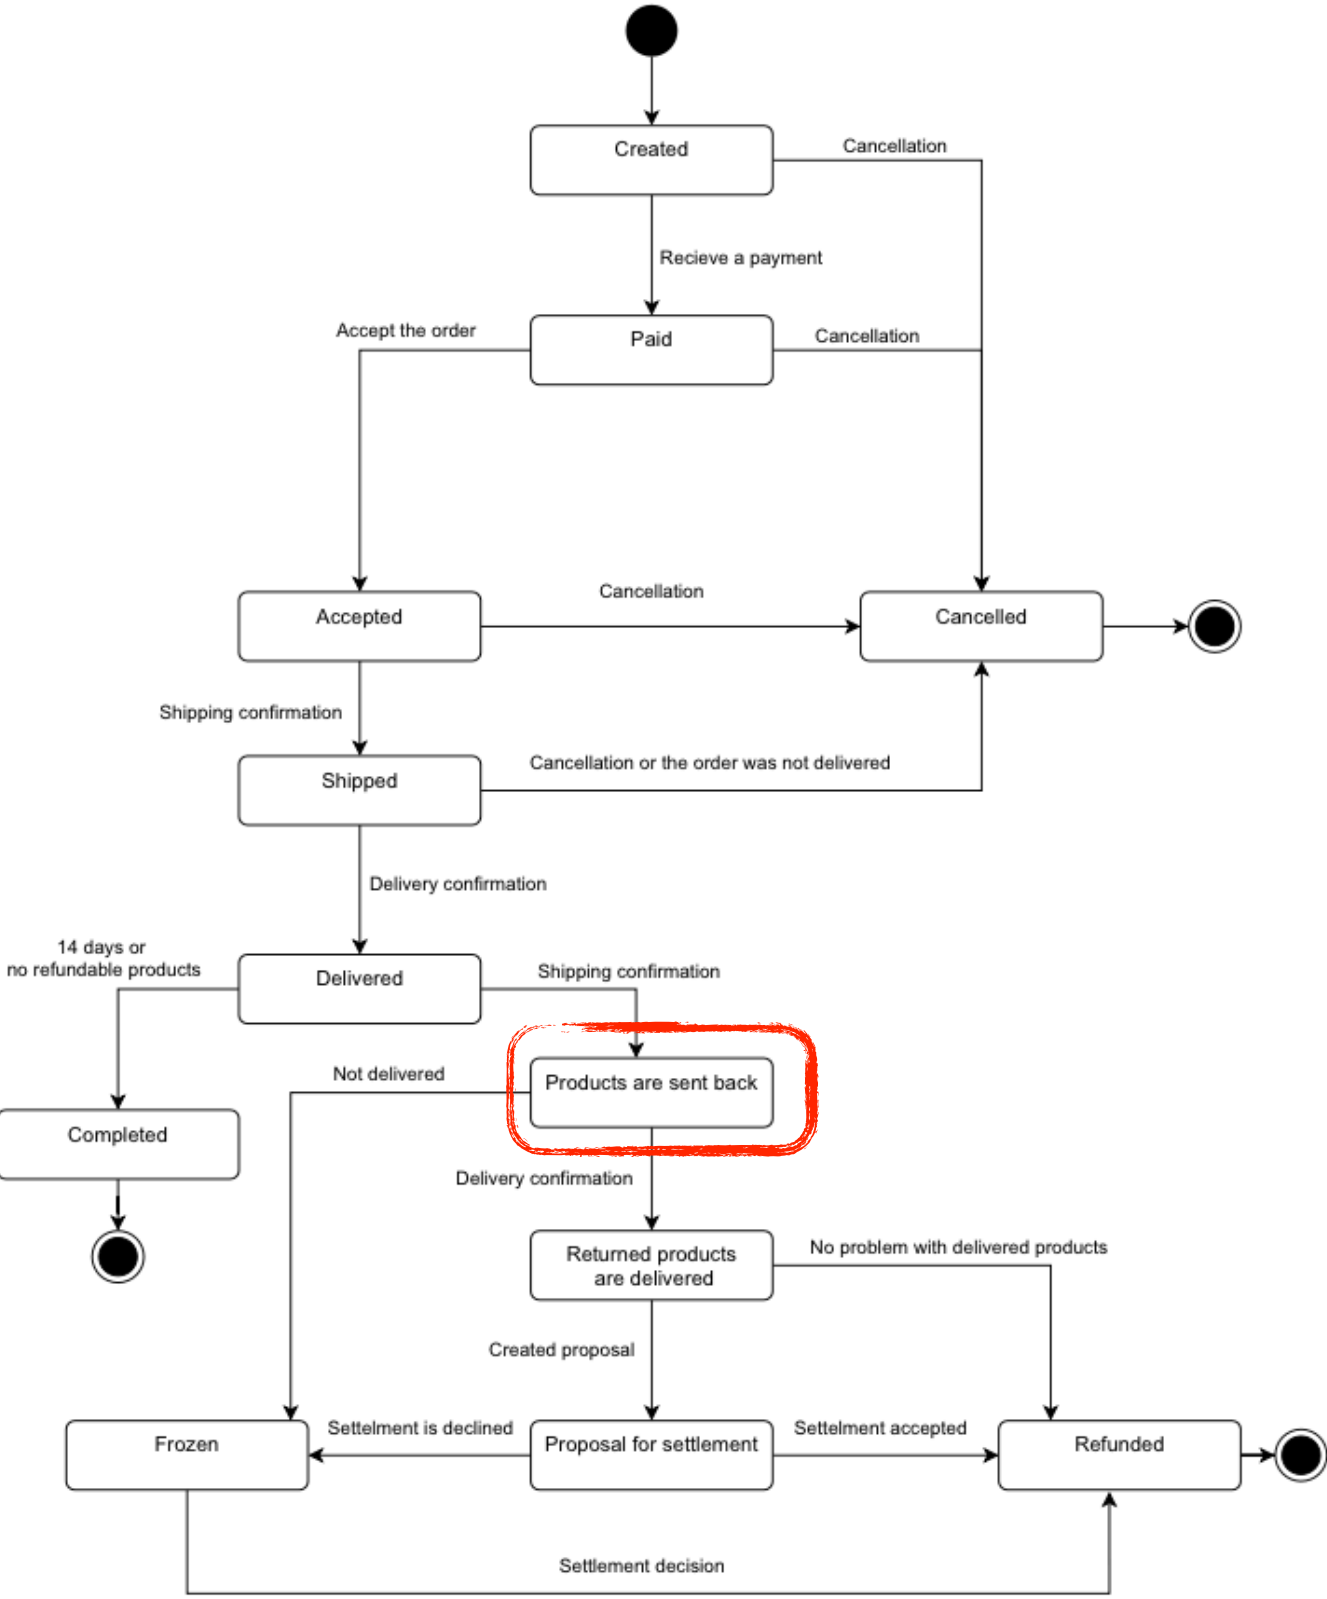 Created
Cancellation
Recieve a payment
Accept the order
Paid
Cancellation
Accepted
Cancellation
Cancelled
Shipping confirmation
Shipped
Cancellation or the order was not delivered
Delivery confirmation
14 days or
no refundable products
Delivered
Shipping confirmation
Not delivered
Products are sent back
Completed
Delivery confirmation
Returned products
are delivered
No problem with delivered products
Created proposal
Frozen
Settelment is declined
Proposal for settlement
Settelment accepted
Refunded
Settlement decision